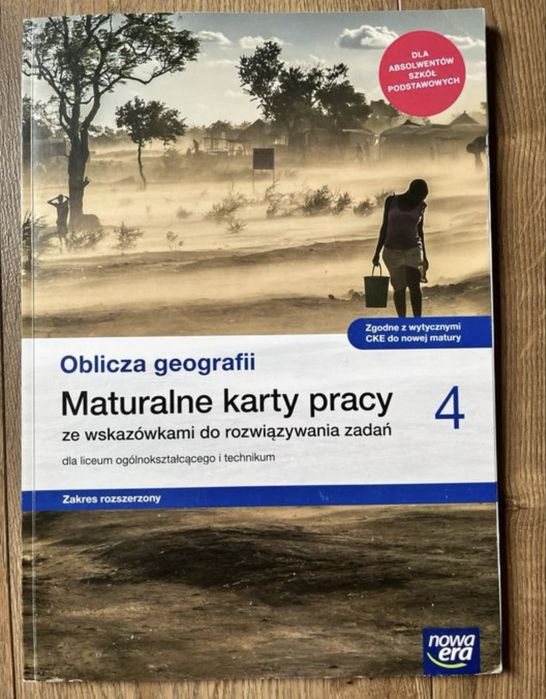 DLA
ABSOLWENTÓW
SZKÓŁ
PODSTAWOWYCH
Zgodne z wytycznymi
CKE do nowej matury
Oblicza geografii
Maturalne karty pracy
4
ze wskazówkami do rozwiązywania zadań
dla liceum ogólnokształcącego i technikum
Zakres rozszerzony
nowa
era